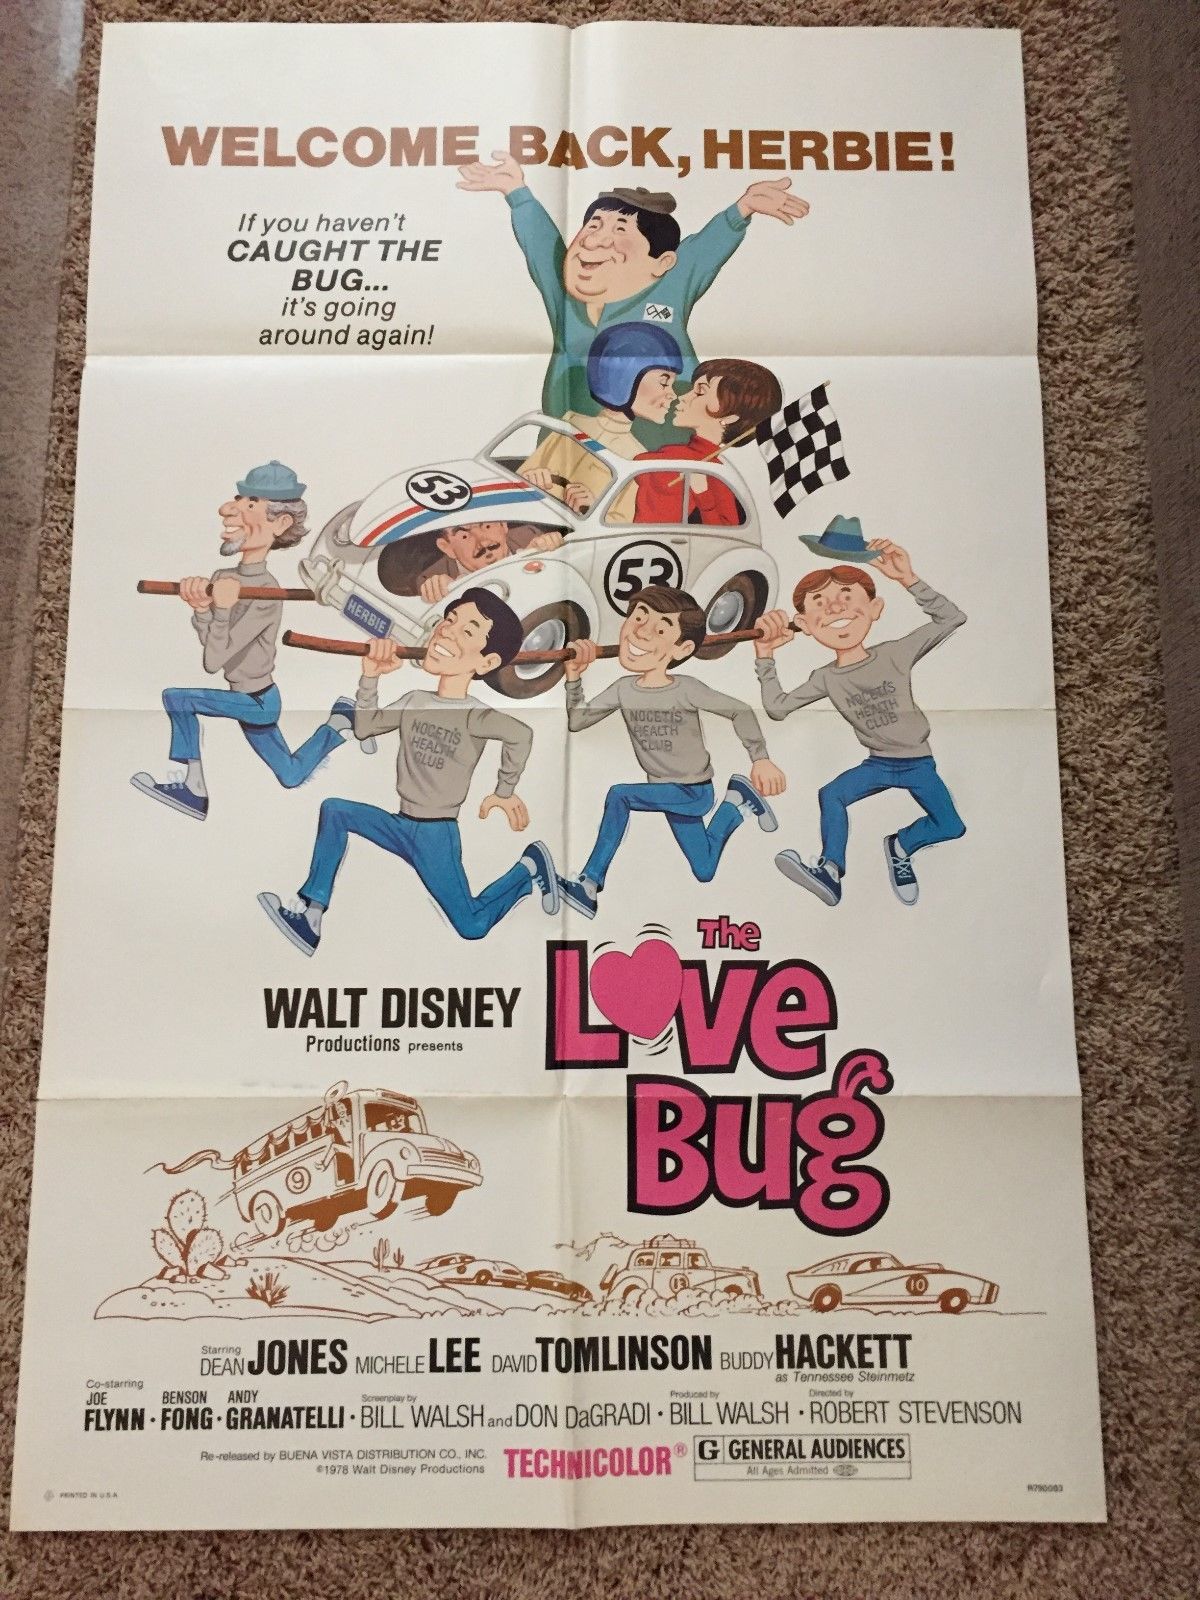 WELCOME BACK, HERBIE!
If you haven't
CAUGHT THE
BUG...
it's going
around again!
53
53
HERBIE
NOCETI'S
HEALTH
CLUB
NOCETI'S
HEALTH
CLUB
NOCETI'S
HEALTH
CLUB
The
Love
Bug
WALT DISNEY
Productions presents
9
13
10
Starring
DEAN JONES MICHELE LEE DAVID TOMLINSON BUDDY HACKETT
as Tennessee Steinmetz
Co-starring
JOE FLYNN · BENSON FONG · ANDY GRANATELLI · Screenplay by BILL WALSH and DON DaGRADI · Produced by BILL WALSH · Directed by ROBERT STEVENSON
Re-released by BUENA VISTA DISTRIBUTION CO., INC.
©1978 Walt Disney Productions
TECHNICOLOR®
G GENERAL AUDIENCES
All Ages Admitted
PRINTED IN U.S.A.
R790083